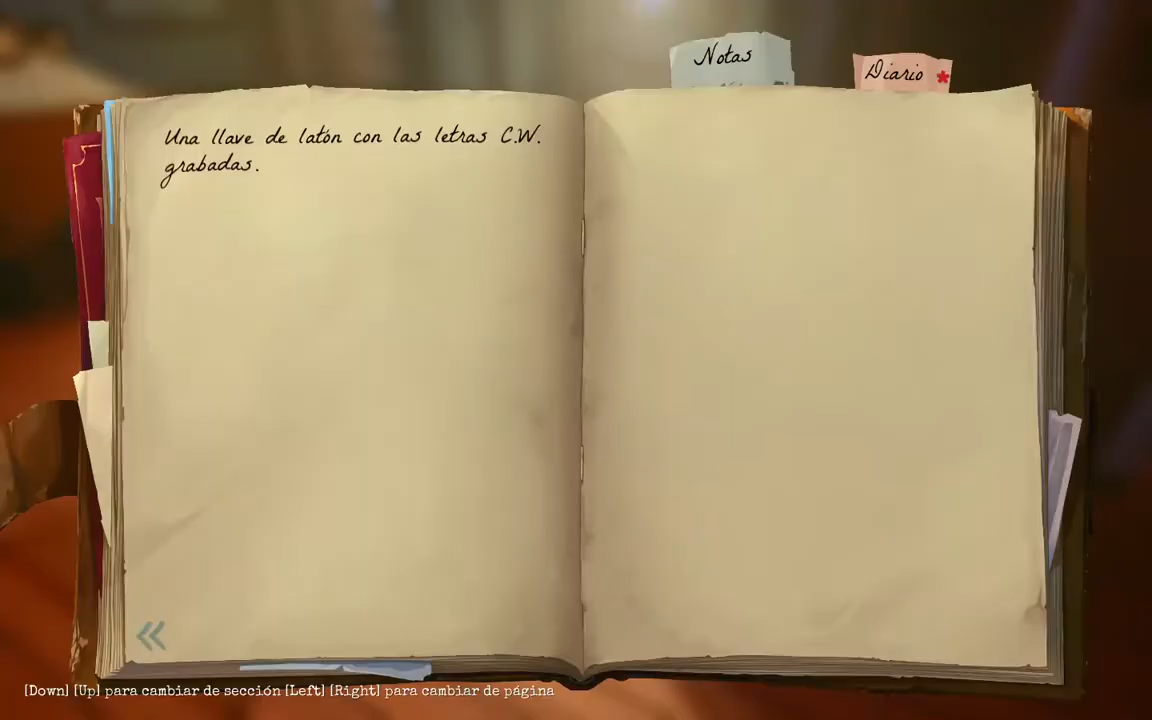 Notas
Diario *
Una llave de latón con las letras C.W.
grabadas.
[Down] [Up] para cambiar de sección [Left] [Right] para cambiar de página